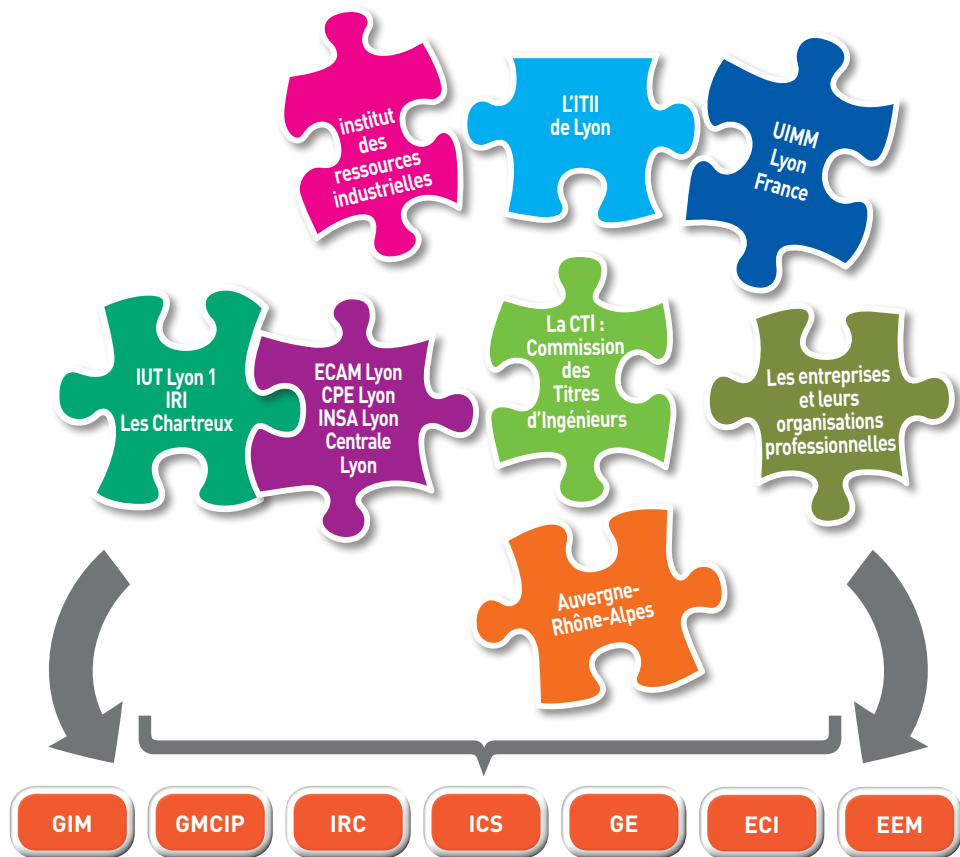 institut
des
ressources
industrielles
L'ITII
de Lyon
UIMM
Lyon
France
IUT Lyon 1
IRI
Les Chartreux
ECAM Lyon
CPE Lyon
INSA Lyon
Centrale
Lyon
La CTI :
Commission
des
Titres
d'Ingénieurs
Les entreprises
et leurs
organisations
professionnelles
Auvergne-
Rhône-Alpes
GIM
GMCIP
IRC
ICS
GE
ECI
EEM